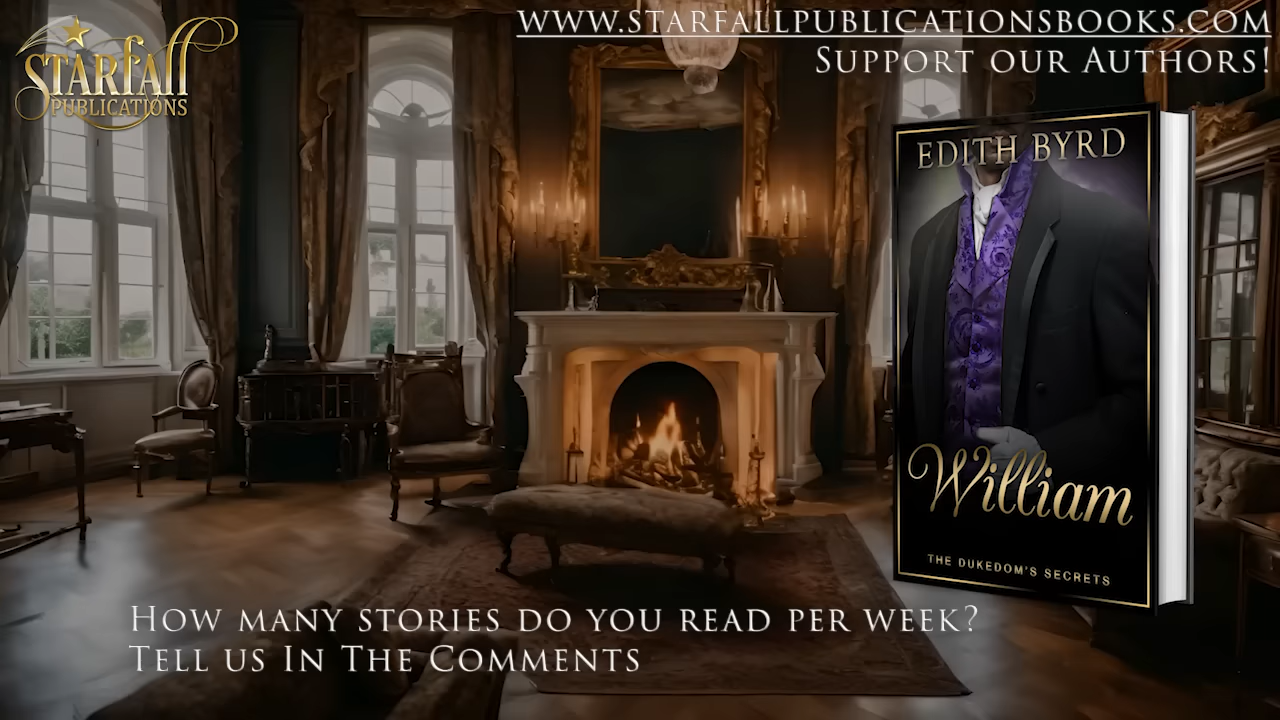 STARfall
PUBLICATIONS
WWW.STARFALLPUBLICATIONSBOOKS.COM
SUPPORT OUR AUTHORS!
EDITH BYRD
William
THE DUKEDOM'S SECRETS
HOW MANY STORIES DO YOU READ PER WEEK?
TELL US IN THE COMMENTS